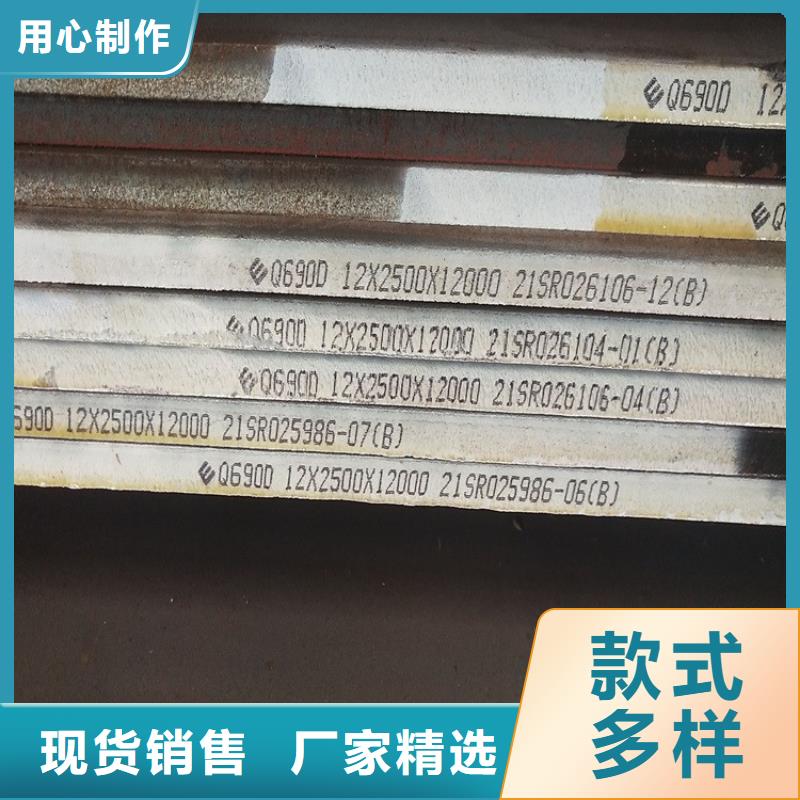 用心制作
Q690D 12X
Q690D 12X2500X12000 21SR026106-12(B)
Q690D 12X2500X12000 21SR026104-01(B)
Q690D 12X2500X12000 21SR026106-04(B)
690D 12X2500X12000 21SR025986-07(B)
Q690D 12X2500X12000 21SR025986-06(B)
款式
多样
现货销售 厂家精选